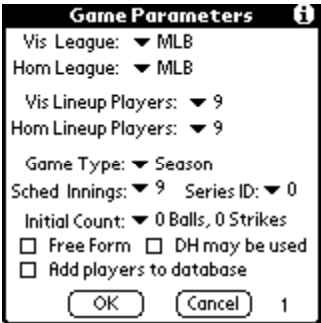 Game Parameters i
Vis League: MLB
Hom League: MLB
Vis Lineup Players: 9
Hom Lineup Players: 9
Game Type: Season
Sched Innings: 9 Series ID: 0
Initial Count: 0 Balls, 0 Strikes
Free Form DH may be used
Add players to database
OK Cancel 1